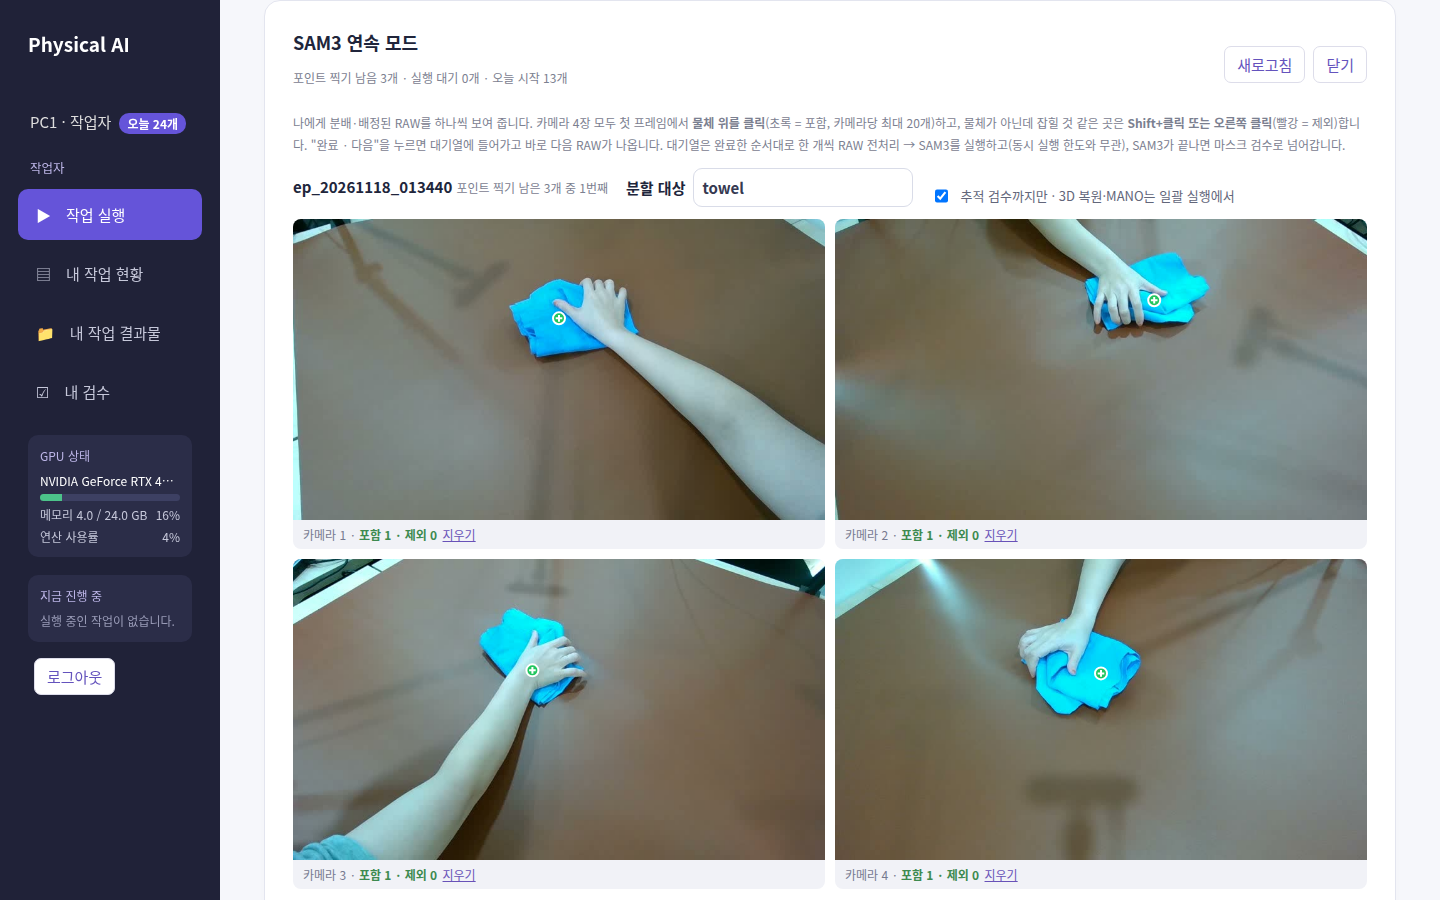 Physical AI
PC1 · 작업자 오늘 24개
작업자
▶ 작업 실행
내 작업 현황
내 작업 결과물
내 검수
GPU 상태
NVIDIA GeForce RTX 4…
메모리 4.0 / 24.0 GB 16%
연산 사용률 4%
지금 진행 중
실행 중인 작업이 없습니다.
로그아웃
SAM3 연속 모드
포인트 찍기 남음 3개 · 실행 대기 0개 · 오늘 시작 13개
새로고침 닫기
나에게 분배·배정된 RAW를 하나씩 보여 줍니다. 카메라 4장 모두 첫 프레임에서 물체 위를 클릭(초록 = 포함, 카메라당 최대 20개)하고, 물체가 아닌데 잡힐 것 같은 곳은 Shift+클릭 또는 오른쪽 클릭(빨강 = 제외)합니
다. "완료 · 다음"을 누르면 대기열에 들어가고 바로 다음 RAW가 나옵니다. 대기열은 완료한 순서대로 한 개씩 RAW 전처리 → SAM3를 실행하고(동시 실행 한도와 무관), SAM3가 끝나면 마스크 검수로 넘어갑니다.
ep_20261118_013440 포인트 찍기 남은 3개 중 1번째 분할 대상 towel 추적 검수까지만 · 3D 복원·MANO는 일괄 실행에서
카메라 1 · 포함 1 · 제외 0 지우기
카메라 2 · 포함 1 · 제외 0 지우기
카메라 3 · 포함 1 · 제외 0 지우기
카메라 4 · 포함 1 · 제외 0 지우기